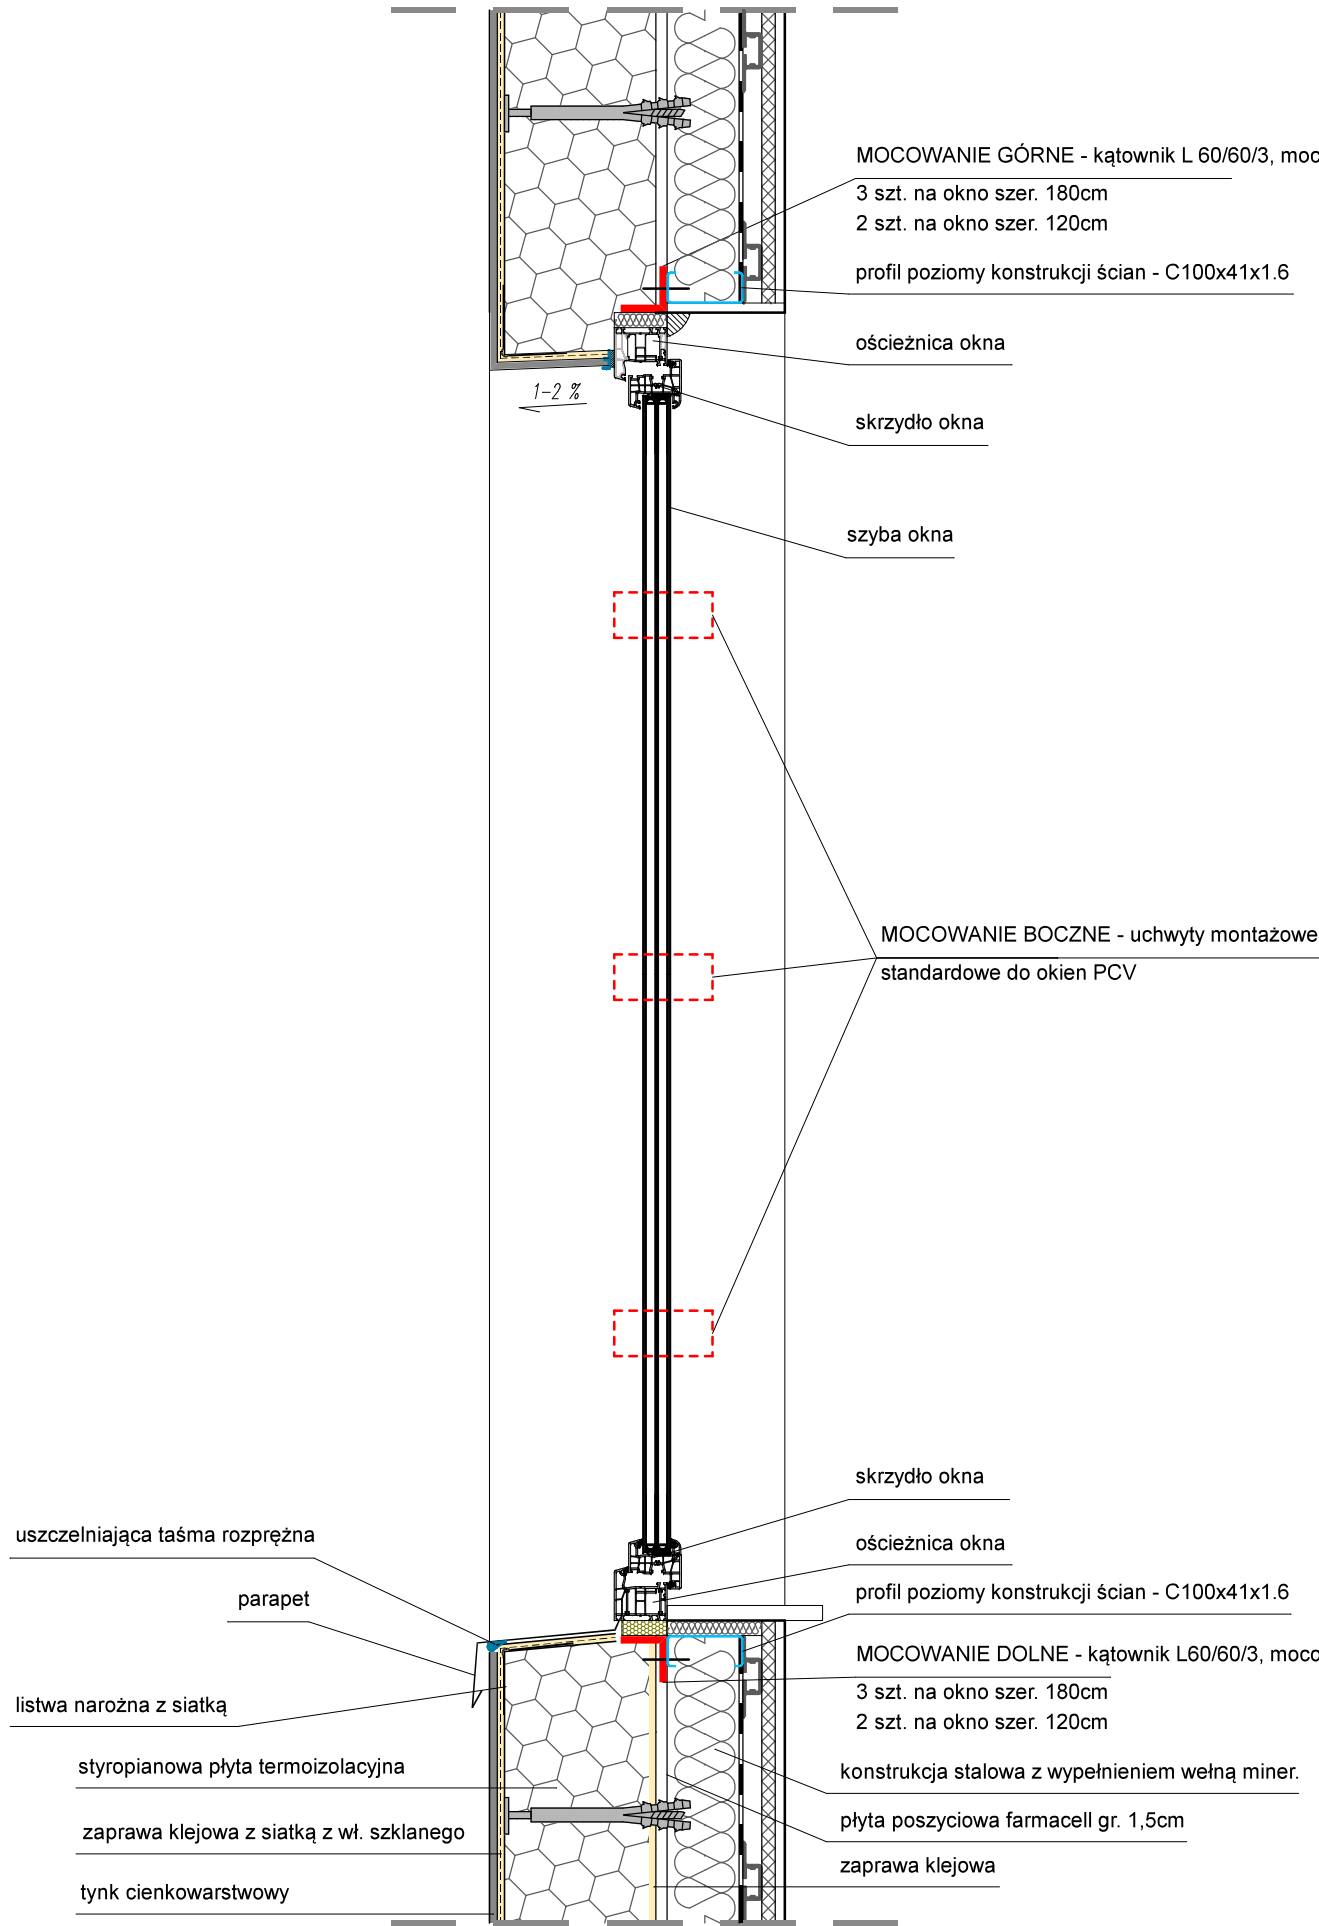 MOCOWANIE GÓRNE - kątownik L 60/60/3, moc
3 szt. na okno szer. 180cm
2 szt. na okno szer. 120cm
profil poziomy konstrukcji ścian - C100x41x1.6
ościeżnica okna
1-2 %
skrzydło okna
szyba okna
MOCOWANIE BOCZNE - uchwyty montażowe
standardowe do okien PCV
skrzydło okna
uszczelniająca taśma rozprężna
ościeżnica okna
parapet
profil poziomy konstrukcji ścian - C100x41x1.6
MOCOWANIE DOLNE - kątownik L60/60/3, moco
3 szt. na okno szer. 180cm
listwa narożna z siatką
2 szt. na okno szer. 120cm
styropianowa płyta termoizolacyjna
konstrukcja stalowa z wypełnieniem wełną miner.
płyta poszyciowa farmacell gr. 1,5cm
zaprawa klejowa z siatką z wł. szklanego
zaprawa klejowa
tynk cienkowarstwowy